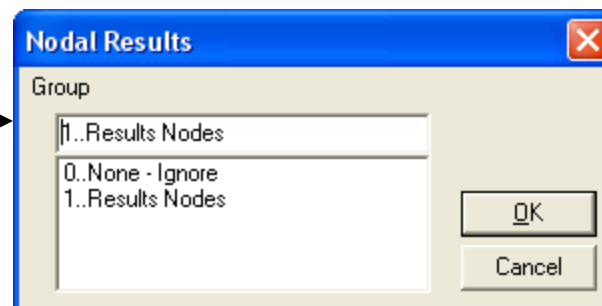 Nodal Results
Group
1..Results Nodes
0..None - Ignore
1..Results Nodes
OK
Cancel